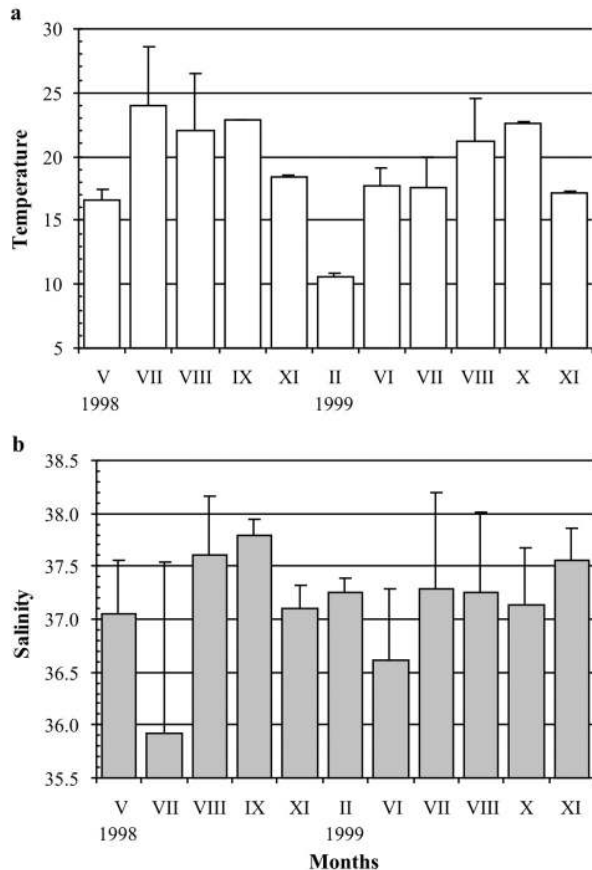 a
30
25
20
15
10
5
Temperature
V VII VIII IX XI II VI VII VIII X XI
1998 1999
b
38.5
38.0
37.5
37.0
36.5
36.0
35.5
Salinity
V VII VIII IX XI II VI VII VIII X XI
1998 1999
Months